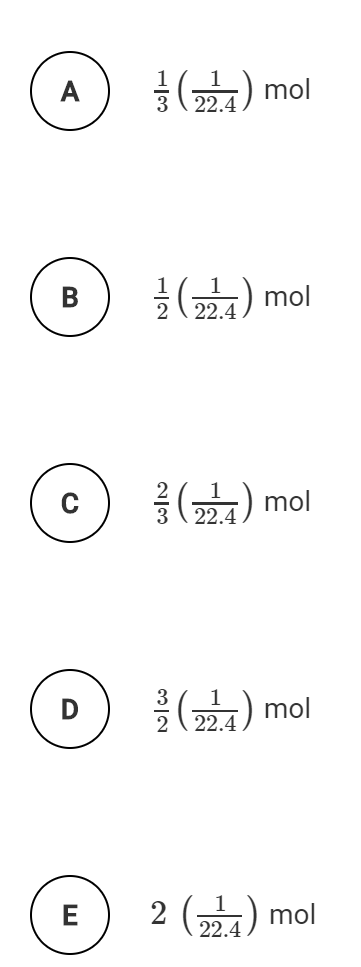 A 1/3 (1/22.4) mol
B 1/2 (1/22.4) mol
C 2/3 (1/22.4) mol
D 3/2 (1/22.4) mol
E 2 (1/22.4) mol